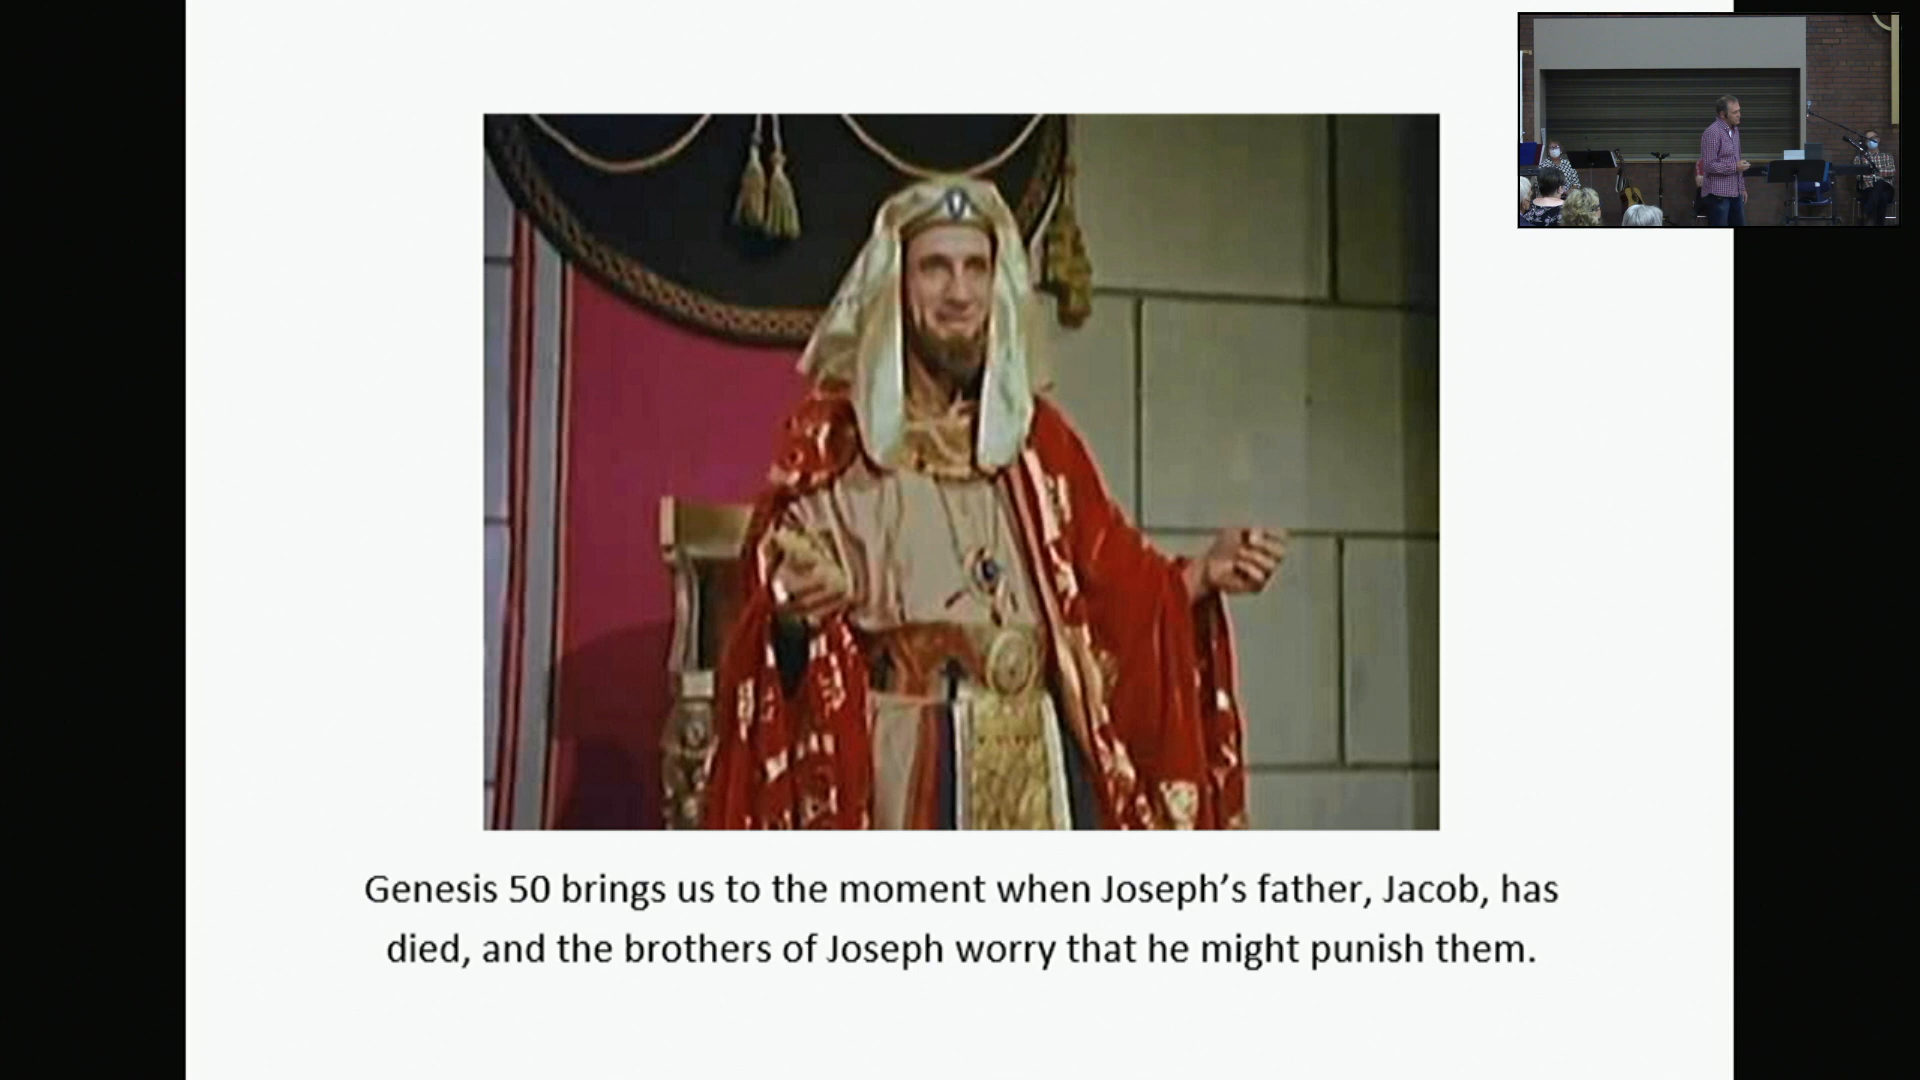 Genesis 50 brings us to the moment when Joseph’s father, Jacob, has
died, and the brothers of Joseph worry that he might punish them.